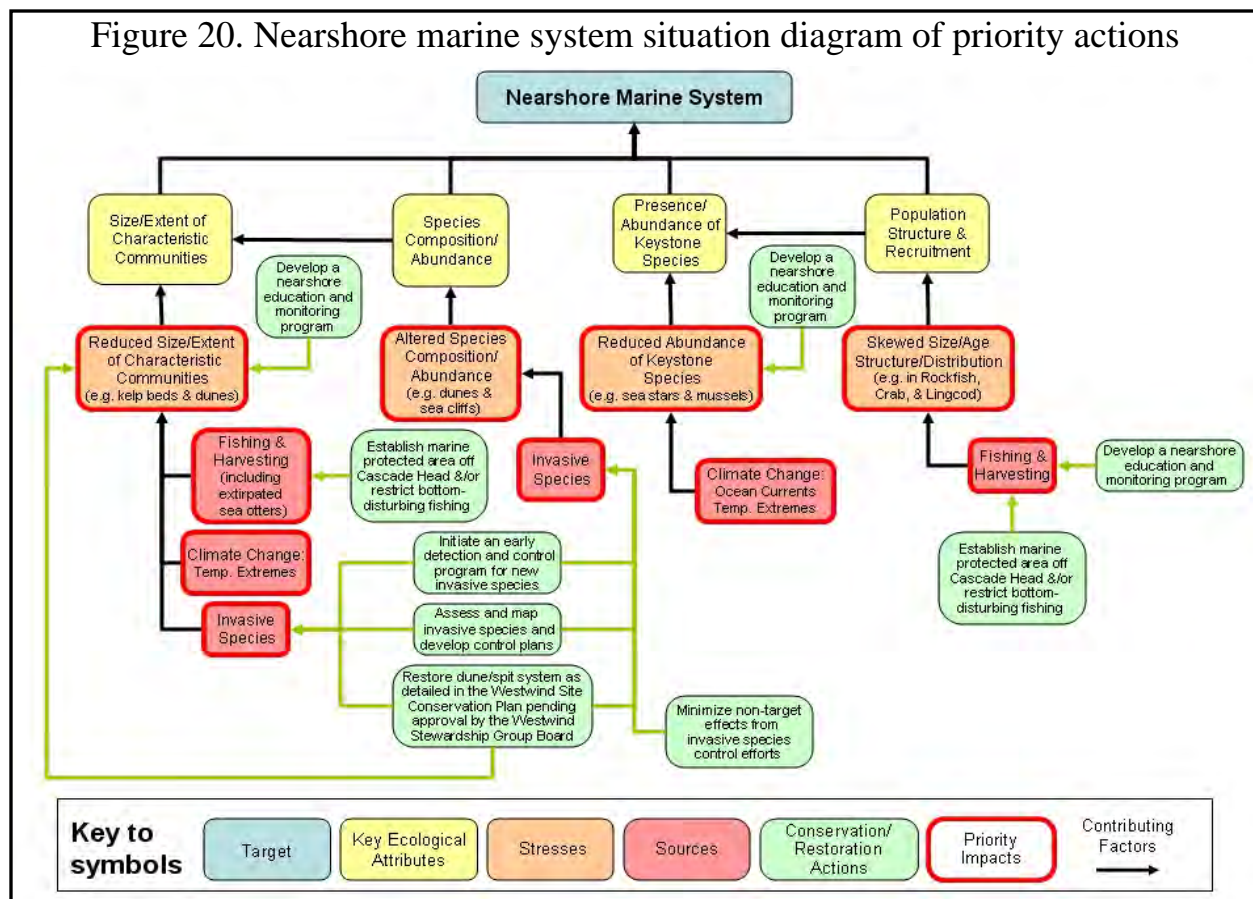 Figure 20. Nearshore marine system situation diagram of priority actions
Nearshore Marine System
Size/Extent of
Characteristic
Communities
Species
Composition/
Abundance
Presence/
Abundance of
Keystone
Species
Population
Structure &
Recruitment
Develop a
nearshore
education and
monitoring
program
Develop a
nearshore
education and
monitoring
program
Reduced Size/Extent
of Characteristic
Communities
(e.g. kelp beds & dunes)
Altered Species
Composition/
Abundance
(e.g. dunes &
sea cliffs)
Reduced Abundance
of Keystone
Species
(e.g. sea stars & mussels)
Skewed Size/Age
Structure/Distribution
(e.g. in Rockfish,
Crab, & Lingcod)
Fishing &
Harvesting
(including
extirpated
sea otters)
Establish marine
protected area off
Cascade Head &/or
restrict bottom-
disturbing fishing
Invasive
Species
Climate Change:
Ocean Currents
Temp. Extremes
Fishing &
Harvesting
Develop a nearshore
education and
monitoring program
Climate Change:
Temp. Extremes
Initiate an early
detection and control
program for new
invasive species
Establish marine
protected area off
Cascade Head &/or
restrict bottom-
disturbing fishing
Invasive
Species
Assess and map
invasive species and
develop control plans
Restore dune/spit system as
detailed in the Westwind Site
Conservation Plan pending
approval by the Westwind
Stewardship Group Board
Minimize non-target
effects from
invasive species
control efforts
Key to
symbols
Target
Key Ecological
Attributes
Stresses
Sources
Conservation/
Restoration
Actions
Priority
Impacts
Contributing
Factors